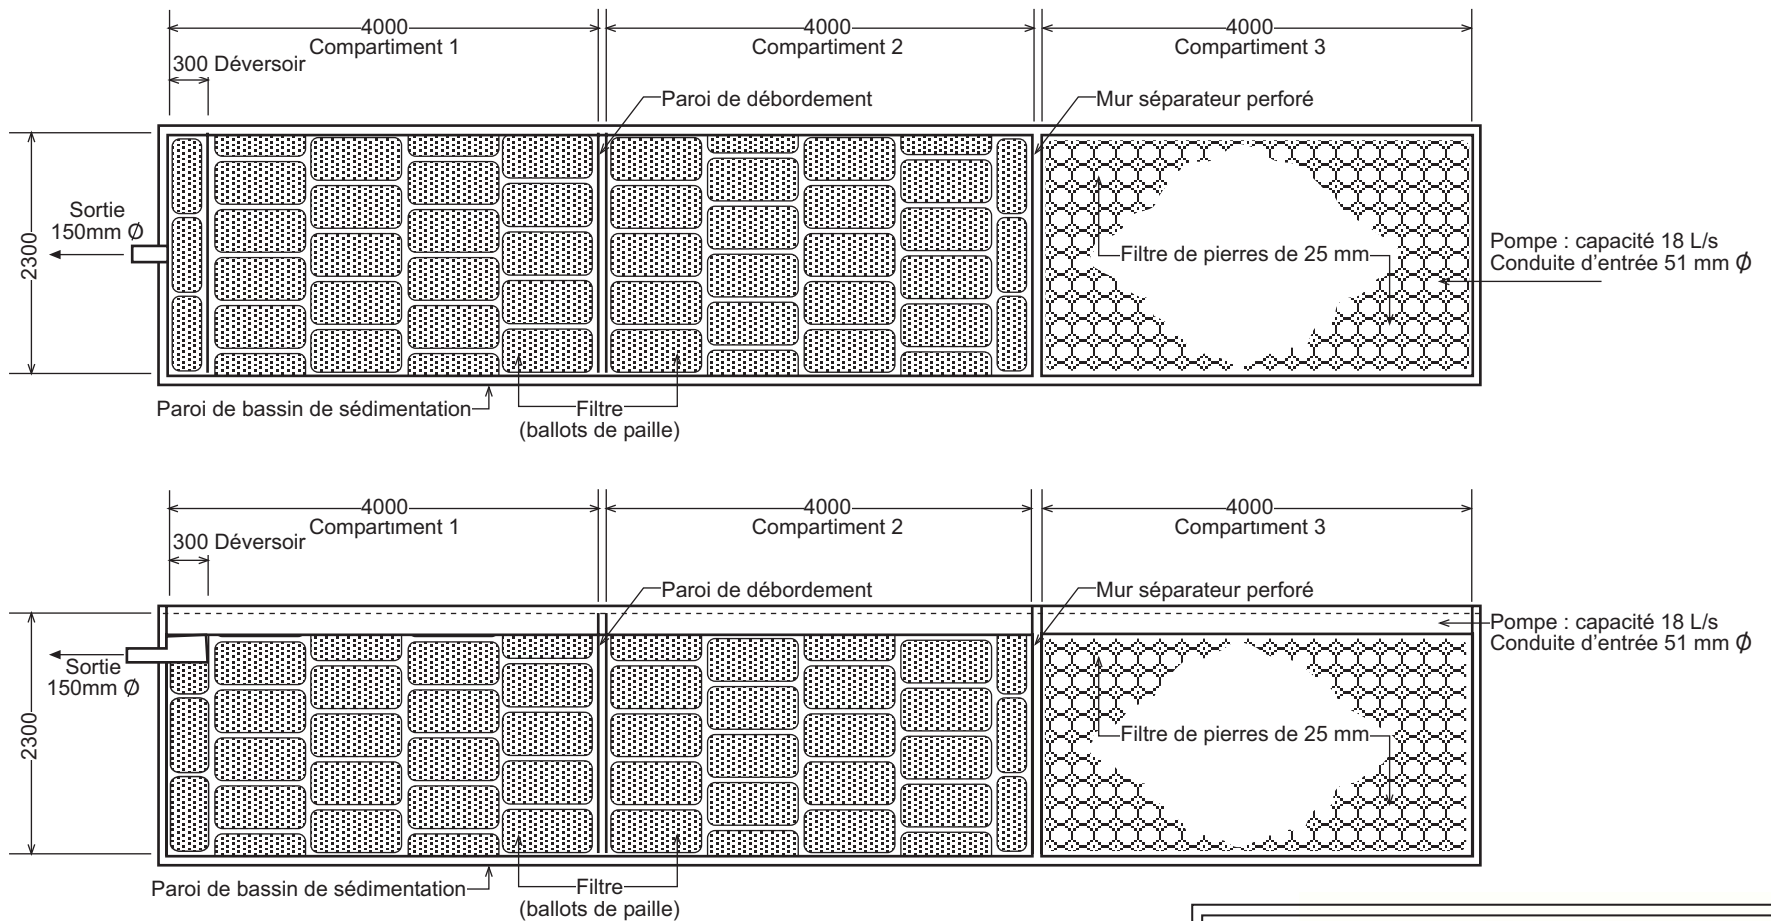 4000
4000
4000
Compartiment 1
Compartiment 2
Compartiment 3
300 Déversoir
Paroi de débordement
Mur séparateur perforé
Sortie
150mm Ø
2300
Filtre de pierres de 25 mm
Pompe : capacité 18 L/s
Conduite d'entrée 51 mm Ø
Paroi de bassin de sédimentation
Filtre
(ballots de paille)
4000
4000
4000
Compartiment 1
Compartiment 2
Compartiment 3
300 Déversoir
Paroi de débordement
Mur séparateur perforé
Pompe : capacité 18 L/s
Conduite d'entrée 51 mm Ø
Sortie
150mm Ø
2300
Filtre de pierres de 25 mm
Paroi de bassin de sédimentation
Filtre
(ballots de paille)